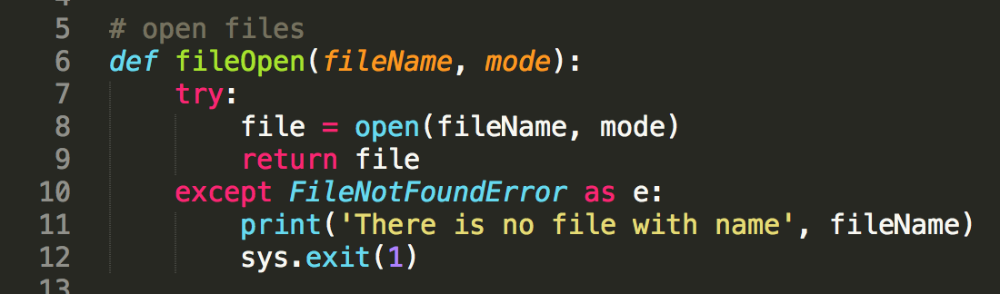 5 # open files
6 def fileOpen(fileName, mode):
7 try:
8 file = open(fileName, mode)
9 return file
10 except FileNotFoundError as e:
11 print('There is no file with name', fileName)
12 sys.exit(1)
13